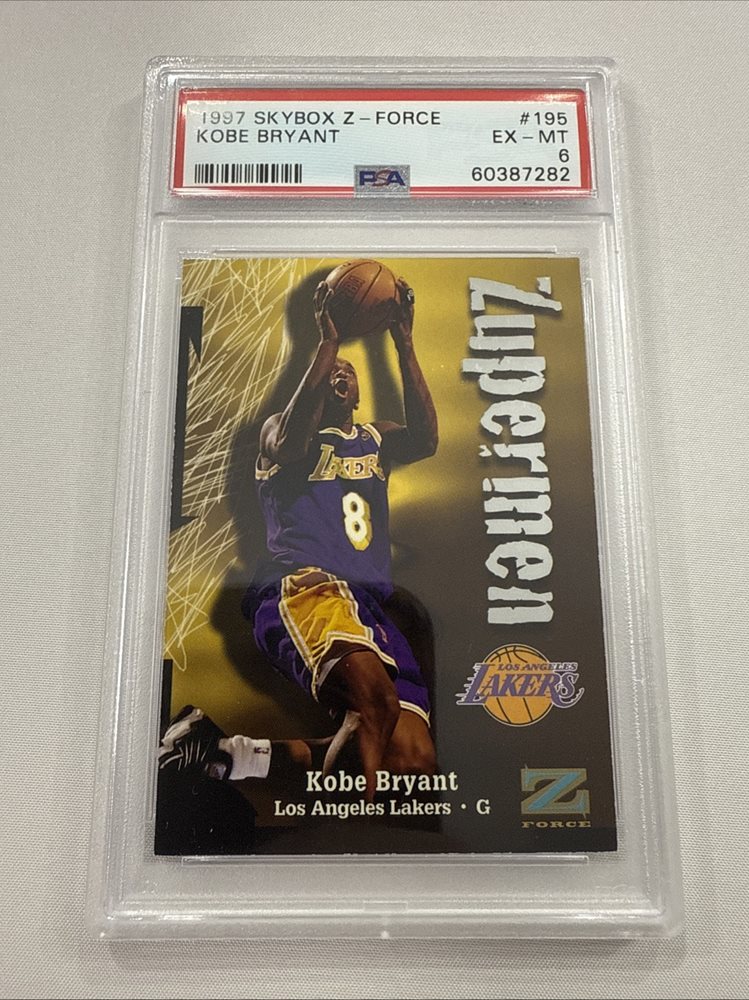 1997 SKYBOX Z-FORCE #195
KOBE BRYANT EX-MT
6
PSA 60387282
Zupermen
LAKERS
8
LOS ANGELES
LAKERS
Kobe Bryant
Los Angeles Lakers · G
Z
FORCE